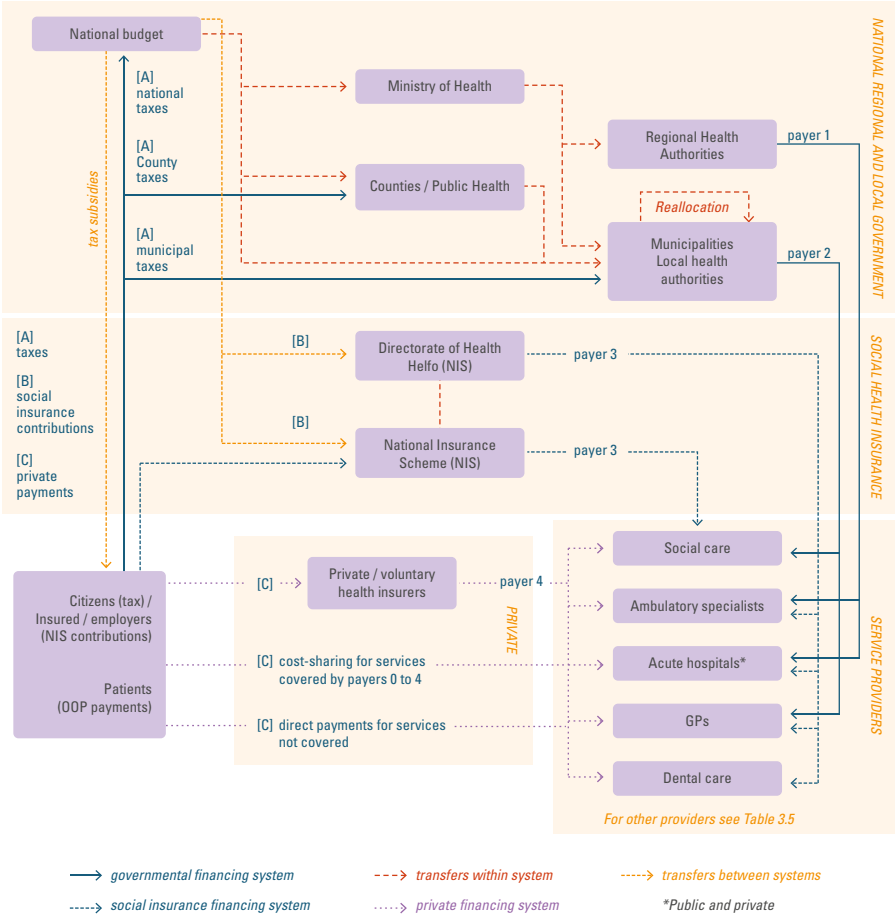 National budget
[A]
national
taxes
Ministry of Health
Regional Health
Authorities
payer 1
[A]
County
taxes
Counties / Public Health
Reallocation
[A]
municipal
taxes
Municipalities
Local health
authorities
payer 2
tax subsidies
NATIONAL REGIONAL AND LOCAL GOVERNMENT
[A]
taxes
[B]
social
insurance
contributions
[C]
private
payments
[B]
Directorate of Health
Helfo (NIS)
payer 3
[B]
National Insurance
Scheme (NIS)
payer 3
SOCIAL HEALTH INSURANCE
Citizens (tax) /
Insured / employers
(NIS contributions)
Patients
(OOP payments)
[C]
Private / voluntary
health insurers
payer 4
PRIVATE
[C] cost-sharing for services
covered by payers 0 to 4
[C] direct payments for services
not covered
Social care
Ambulatory specialists
Acute hospitals*
GPs
Dental care
SERVICE PROVIDERS
For other providers see Table 3.5
governmental financing system
transfers within system
transfers between systems
social insurance financing system
private financing system
*Public and private